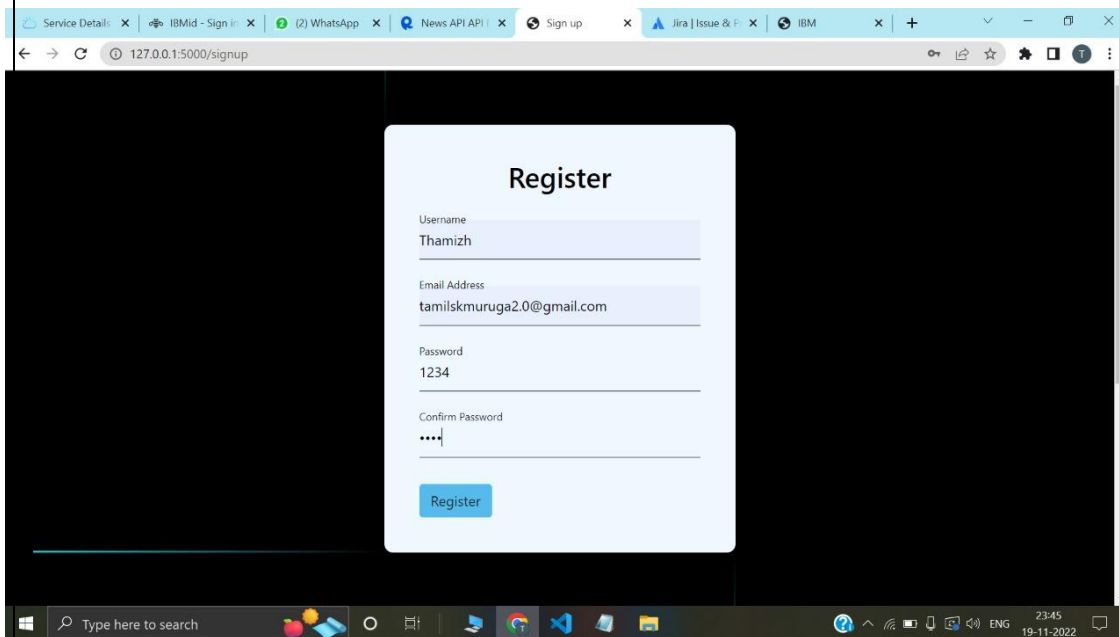 Service Details
IBMid - Sign in
(2) WhatsApp
News API API
Sign up
Jira | Issue & P
IBM
127.0.0.1:5000/signup
T
Register
Username
Thamizh
Email Address
tamilskmuruga2.0@gmail.com
Password
1234
Confirm Password
••••
Register
Type here to search
ENG
23:45
19-11-2022